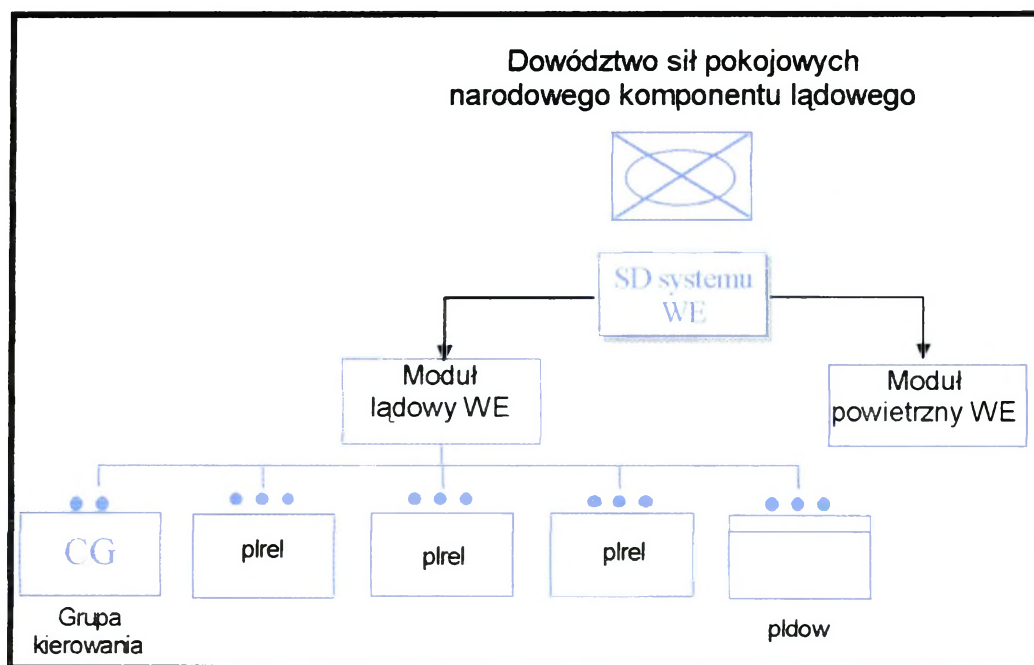 Dowództwo sił pokojowych
narodowego komponentu lądowego
SD systemu
WE
Moduł
lądowy WE
Moduł
powietrzny WE
CG
plrel
plrel
plrel
Grupa
kierowania
pldow